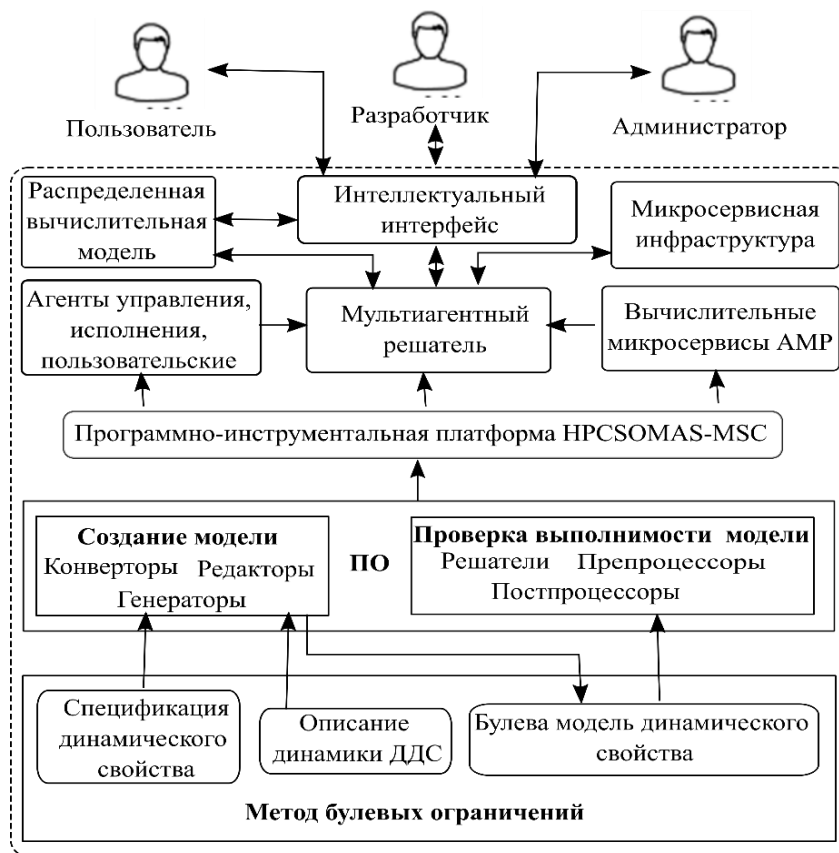 Пользователь
Разработчик
Администратор
Распределенная
вычислительная
модель
Интеллектуальный
интерфейс
Микросервисная
инфраструктура
Агенты управления,
исполнения,
пользовательские
Мультиагентный
решатель
Вычислительные
микросервисы АМР
Программно-инструментальная платформа HPCSOMAS-MSC
Создание модели
Конверторы Редакторы
Генераторы
ПО
Проверка выполнимости модели
Решатели Препроцессоры
Постпроцессоры
Спецификация
динамического
свойства
Описание
динамики ДДС
Булева модель динамического
свойства
Метод булевых ограничений